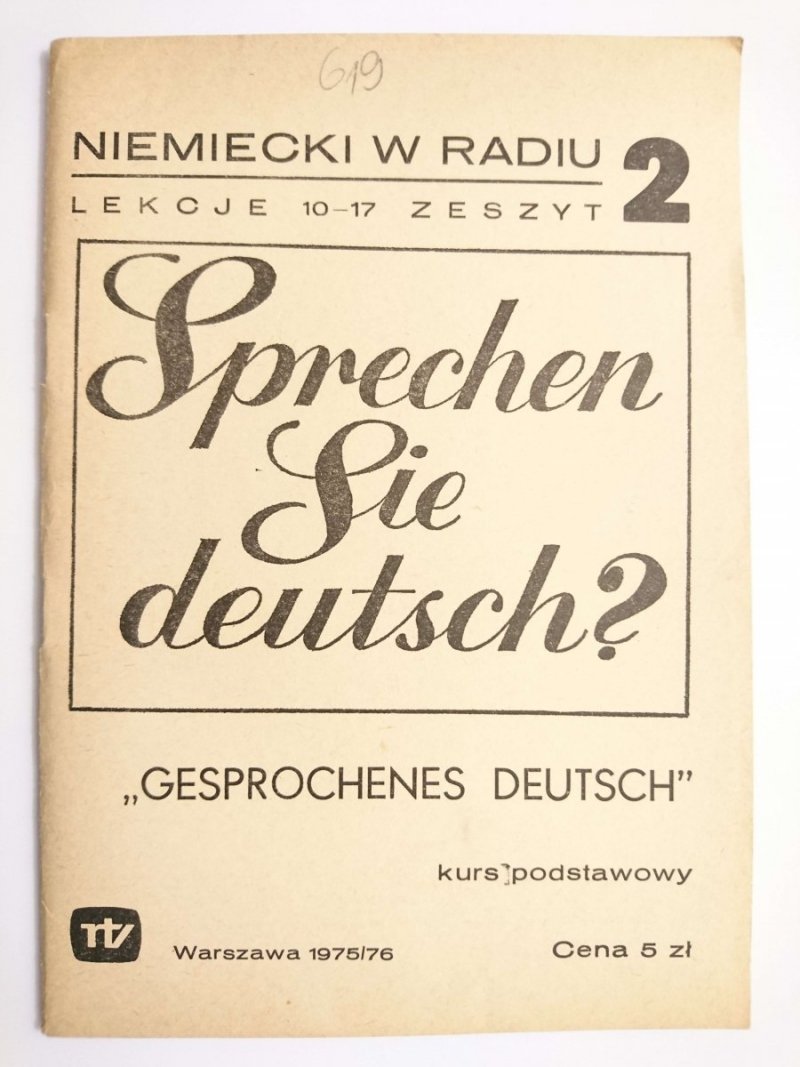 619
NIEMIECKI W RADIU
LEKCJE 10-17 ZESZYT 2
Sprechen
Sie
deutsch?
„GESPROCHENES DEUTSCH”
kurs podstawowy
rtv
Warszawa 1975/76
Cena 5 zł